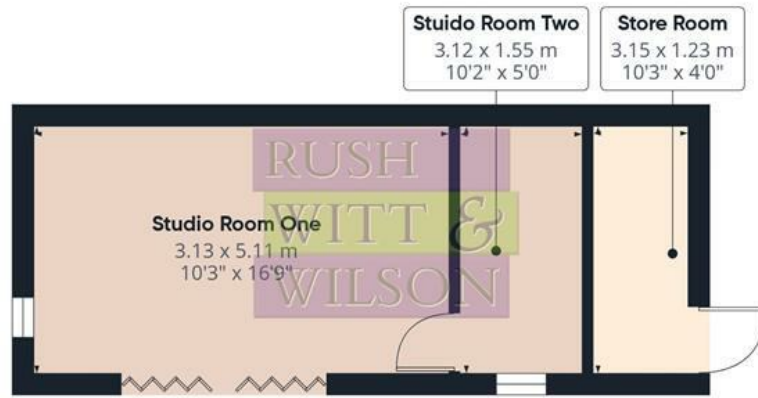 Stuido Room Two
3.12 x 1.55 m
10'2" x 5'0"
Store Room
3.15 x 1.23 m
10'3" x 4'0"
RUSH
WITT &
WILSON
Studio Room One
3.13 x 5.11 m
10'3" x 16'9"